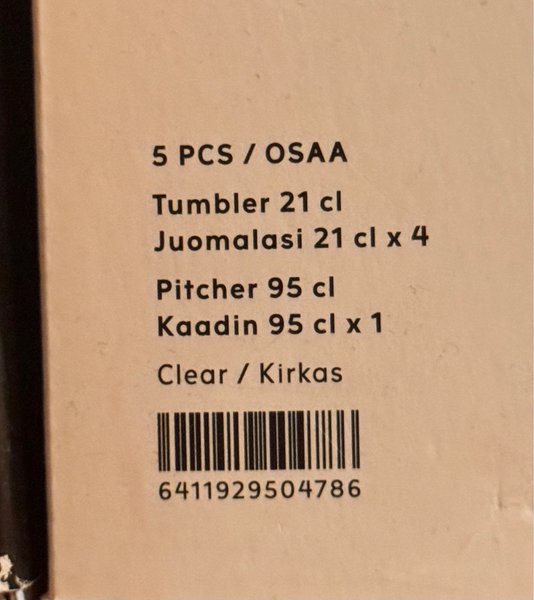 5 PCS / OSAA
Tumbler 21 cl
Juomalasi 21 cl x 4
Pitcher 95 cl
Kaadin 95 cl x 1
Clear / Kirkas
6411929504786